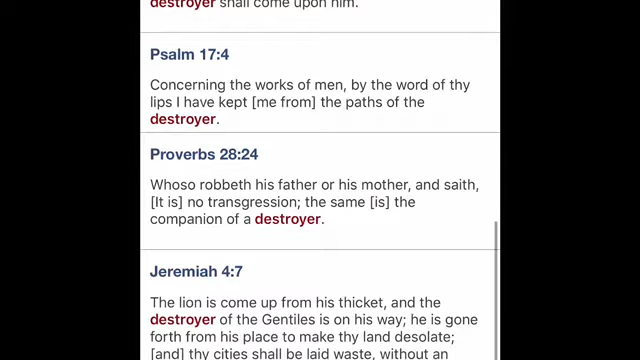 destroyer shall come upon him.
Psalm 17:4
Concerning the works of men, by the word of thy
lips I have kept [me from] the paths of the
destroyer.
Proverbs 28:24
Whoso robbeth his father or his mother, and saith,
[It is] no transgression; the same [is] the
companion of a destroyer.
Jeremiah 4:7
The lion is come up from his thicket, and the
destroyer of the Gentiles is on his way; he is gone
forth from his place to make thy land desolate;
[and] thy cities shall be laid waste, without an